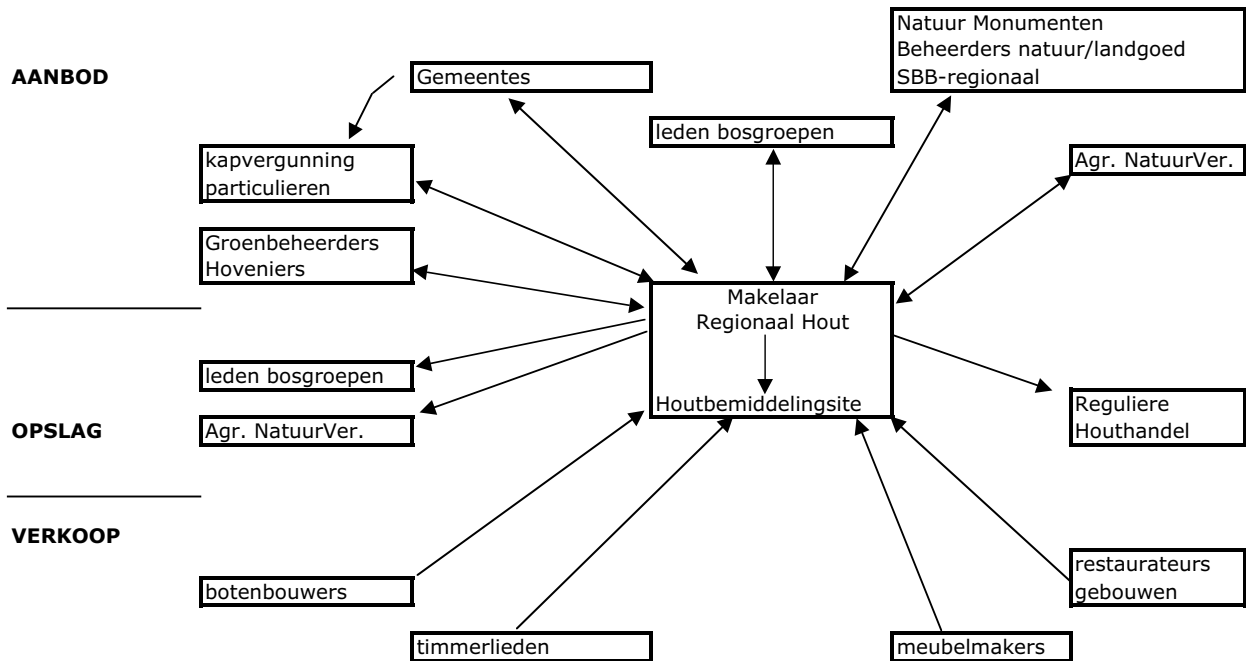 Natuur Monumenten
Beheerders natuur/landgoed
SBB-regionaal
AANBOD
Gemeentes
leden bosgroepen
kapvergunning
particulieren
Agr. NatuurVer.
Groenbeheerders
Hoveniers
Makelaar
Regionaal Hout
leden bosgroepen
Houtbemiddelingsite
Reguliere
Houthandel
OPSLAG
Agr. NatuurVer.
VERKOOP
restaurateurs
gebouwen
botenbouwers
timmerlieden
meubelmakers